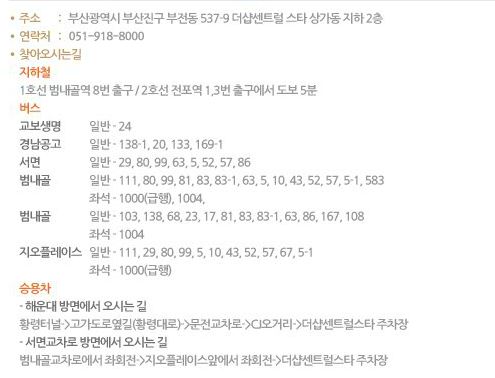 • 주소 : 부산광역시 부산진구 부전동 537-9 더샵센트럴 스타 상가동 지하 2층
• 연락처 : 051-918-8000
• 찾아오시는길
지하철
1호선 범내골역 8번 출구 / 2호선 전포역 1,3번 출구에서 도보 5분
버스
교보생명 일반 - 24
경남공고 일반 - 138-1, 20, 133, 169-1
서면 일반 - 29, 80, 99, 63, 5, 52, 57, 86
범내골 일반 - 111, 80, 99, 81, 83, 83-1, 63, 5, 10, 43, 52, 57, 5-1, 583
좌석 - 1000(급행), 1004,
범내골 일반 - 103, 138, 68, 23, 17, 81, 83, 83-1, 63, 86, 167, 108
좌석 - 1004
지오플레이스 일반 - 111, 29, 80, 99, 5, 10, 43, 52, 57, 67, 5-1
좌석 - 1000(급행)
승용차
- 해운대 방면에서 오시는 길
황령터널->고가도로옆길(황령대로)->문전교차로->CJ오거리->더샵센트럴스타 주차장
- 서면교차로 방면에서 오시는 길
범내골교차로에서 좌회전->지오플레이스앞에서 좌회전->더샵센트럴스타 주차장